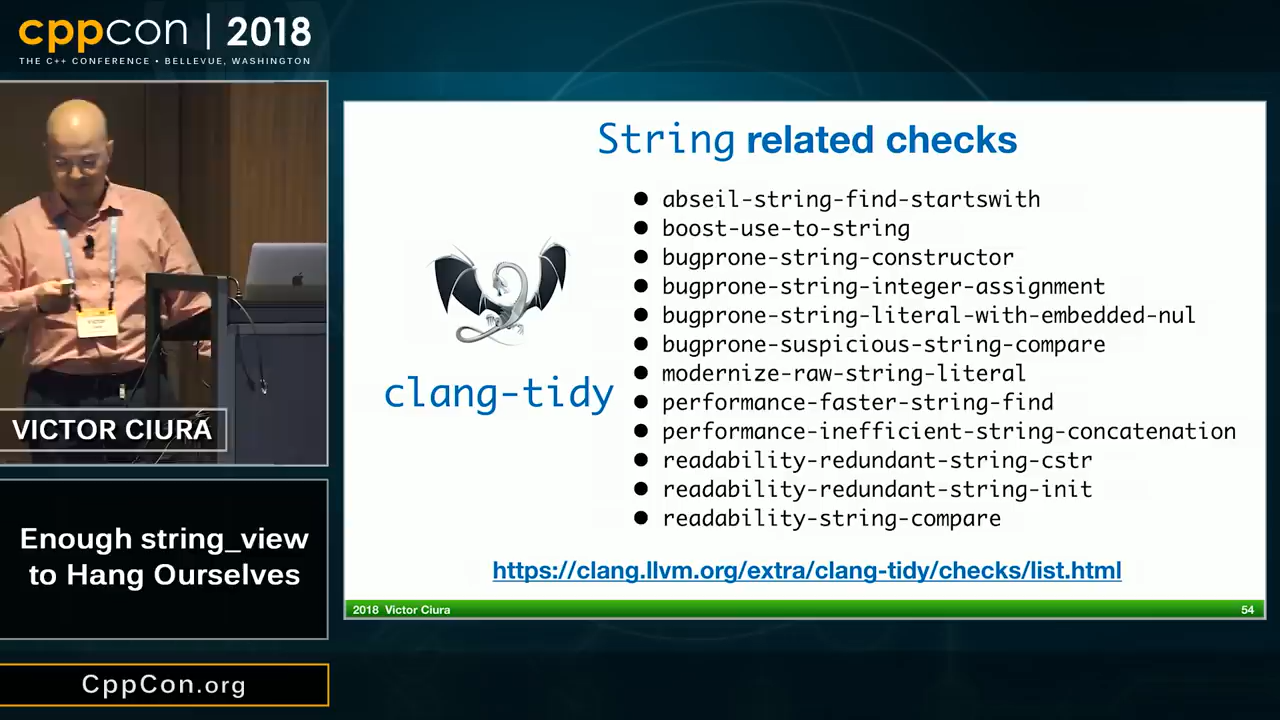 cppcon | 2018
THE C++ CONFERENCE • BELLEVUE, WASHINGTON
VICTOR CIURA
Enough string_view
to Hang Ourselves
CppCon.org
String related checks
clang-tidy
● abseil-string-find-startswith
● boost-use-to-string
● bugprone-string-constructor
● bugprone-string-integer-assignment
● bugprone-string-literal-with-embedded-nul
● bugprone-suspicious-string-compare
● modernize-raw-string-literal
● performance-faster-string-find
● performance-inefficient-string-concatenation
● readability-redundant-string-cstr
● readability-redundant-string-init
● readability-string-compare
https://clang.llvm.org/extra/clang-tidy/checks/list.html
2018 Victor Ciura
54